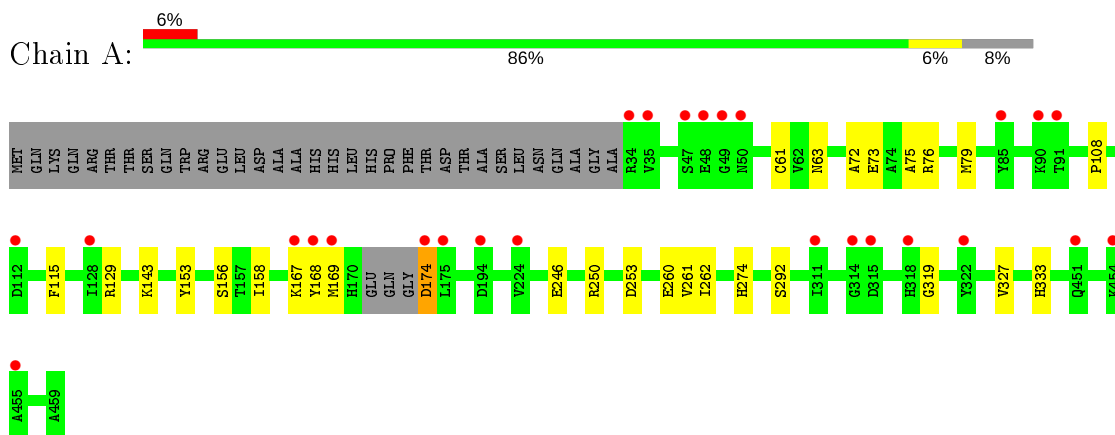 6%
Chain A:
86% 6% 8%
MET GLN LYS GLN ARG THR THR SER GLN TRP ARG GLU LEU ASP ALA ALA HIS HIS LEU HIS PRO PHE THR ASP THR ALA SER LEU ASN GLN ALA GLY ALA R34 V35 S47 E48 G49 N50 C61 V62 N63 A72 E73 A74 A75 R76 M79 Y85 K90 T91 P108
D112 F115 I128 R129 K143 Y153 S156 T157 I158 K167 Y168 M169 H170 GLU GLN GLY D174 L175 D194 V224 E246 R250 D253 E260 V261 I262 H274 S292 I311 G314 D315 H318 G319 Y322 V327 H333 Q451 K454
A455 A459